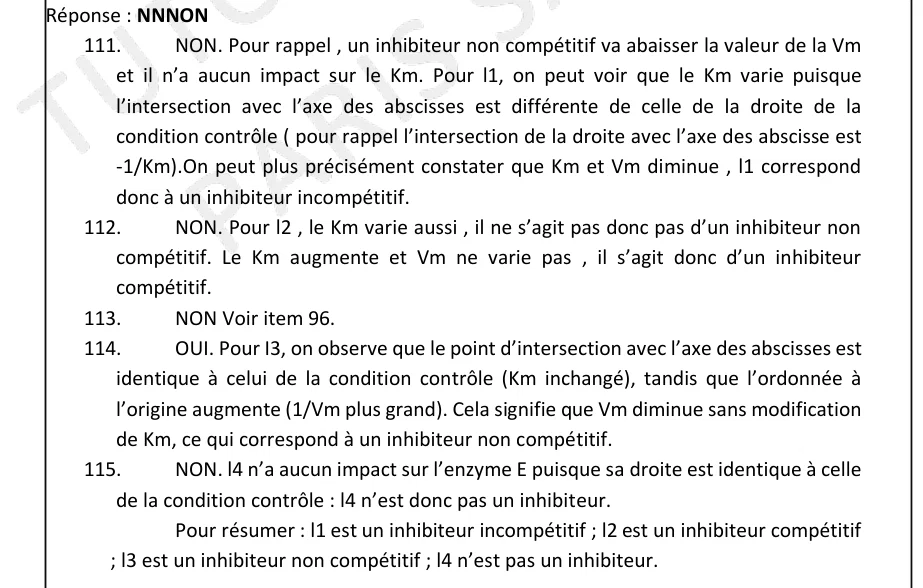 Réponse : NNNON
111. NON. Pour rappel , un inhibiteur non compétitif va abaisser la valeur de la Vm
et il n’a aucun impact sur le Km. Pour l1, on peut voir que le Km varie puisque
l’intersection avec l’axe des abscisses est différente de celle de la droite de la
condition contrôle ( pour rappel l’intersection de la droite avec l’axe des abscisse est
-1/Km).On peut plus précisément constater que Km et Vm diminue , l1 correspond
donc à un inhibiteur incompétitif.
112. NON. Pour l2 , le Km varie aussi , il ne s’agit pas donc pas d’un inhibiteur non
compétitif. Le Km augmente et Vm ne varie pas , il s’agit donc d’un inhibiteur
compétitif.
113. NON Voir item 96.
114. OUI. Pour I3, on observe que le point d’intersection avec l’axe des abscisses est
identique à celui de la condition contrôle (Km inchangé), tandis que l’ordonnée à
l’origine augmente (1/Vm plus grand). Cela signifie que Vm diminue sans modification
de Km, ce qui correspond à un inhibiteur non compétitif.
115. NON. l4 n’a aucun impact sur l’enzyme E puisque sa droite est identique à celle
de la condition contrôle : l4 n’est donc pas un inhibiteur.
Pour résumer : l1 est un inhibiteur incompétitif ; l2 est un inhibiteur compétitif
; l3 est un inhibiteur non compétitif ; l4 n’est pas un inhibiteur.